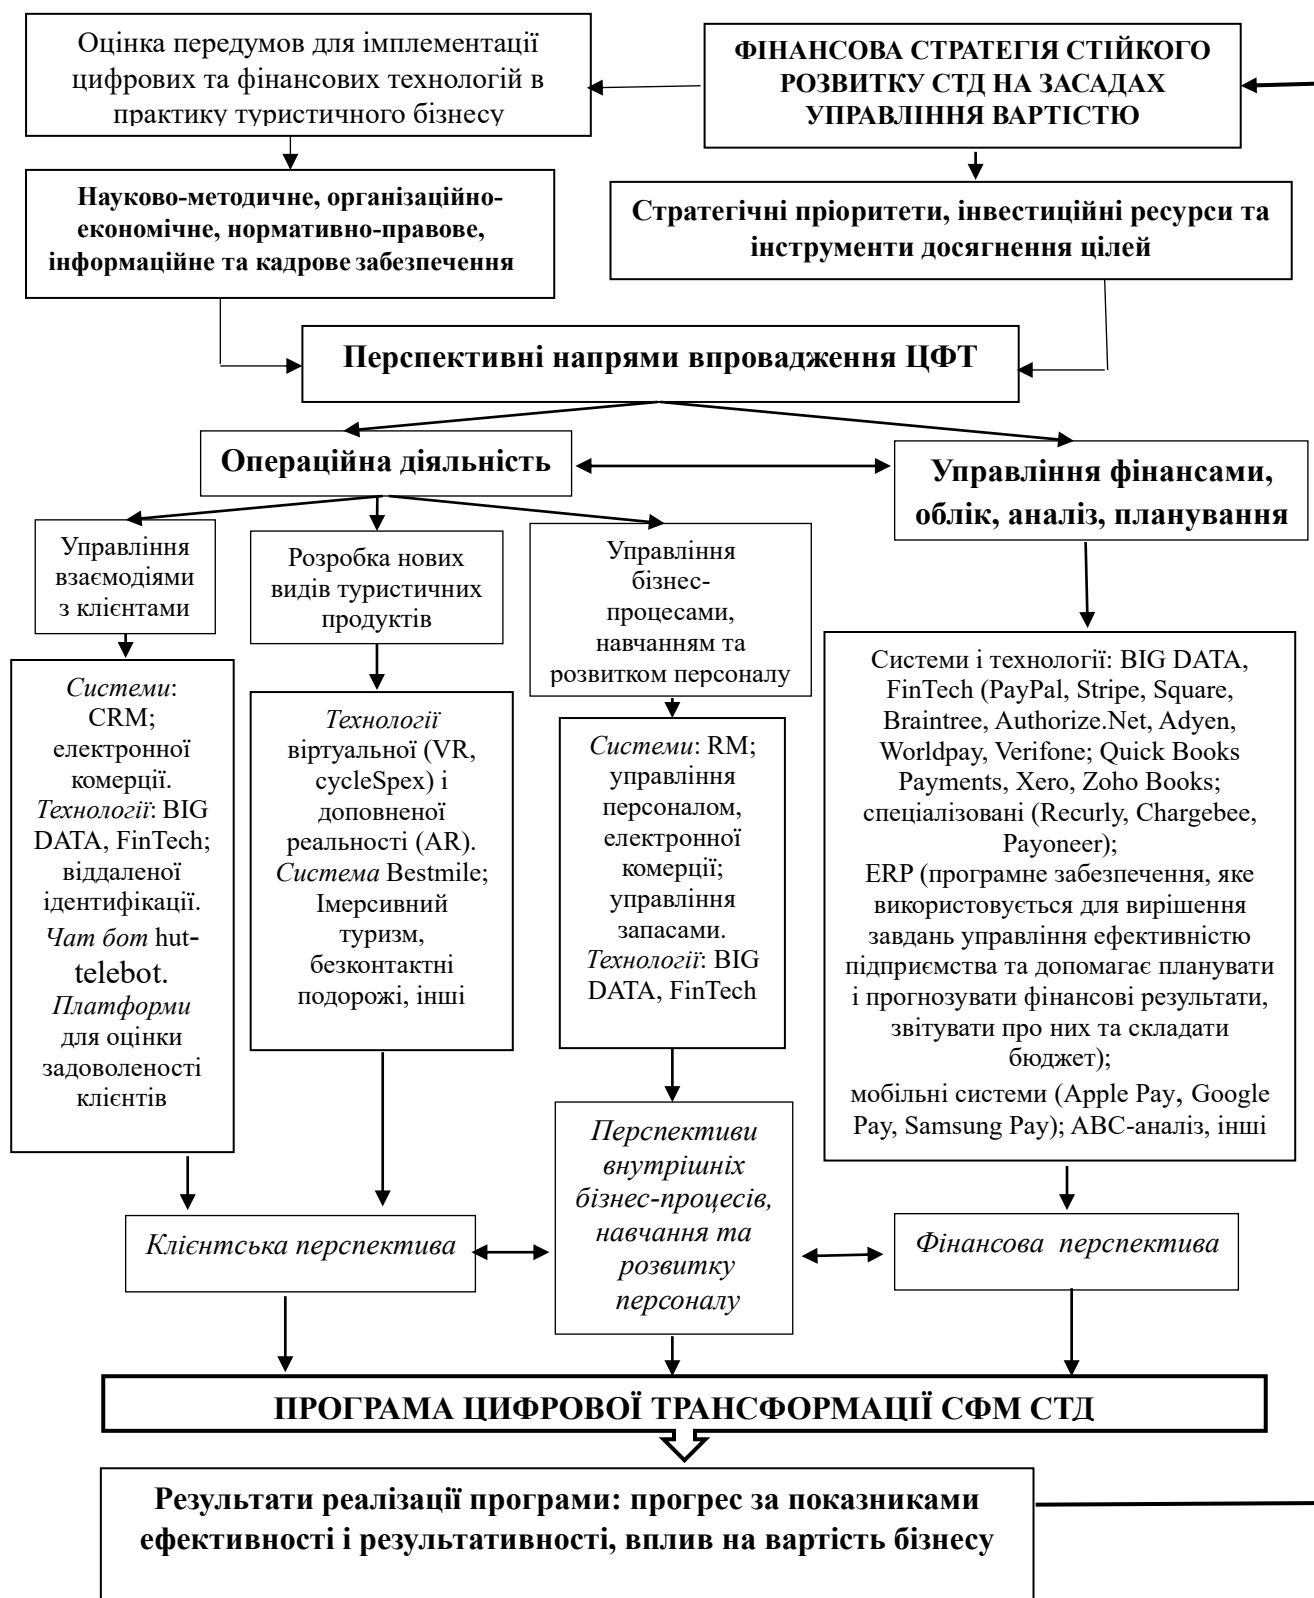 Оцінка передумов для імплементації
цифрових та фінансових технологій в
практику туристичного бізнесу
ФІНАНСОВА СТРАТЕГІЯ СТІЙКОГО
РОЗВИТКУ СТД НА ЗАСАДАХ
УПРАВЛІННЯ ВАРТІСТЮ
Науково-методичне, організаційно-
економічне, нормативно-правове,
інформаційне та кадрове забезпечення
Стратегічні пріоритети, інвестиційні ресурси та
інструменти досягнення цілей
Перспективні напрями впровадження ЦФТ
Операційна діяльність
Управління фінансами,
облік, аналіз, планування
Управління
взаємодіями
з клієнтами
Розробка нових
видів туристичних
продуктів
Управління
бізнес-
процесами,
навчанням та
розвитком персоналу
Системи:
CRM;
електронної
комерції.
Технології: BIG
DATA, FinTech;
віддаленої
ідентифікації.
Чат бот hut-
telebot.
Платформи
для оцінки
задоволеності
клієнтів
Технології
віртуальної (VR,
cycleSpex) і
доповненої
реальності (AR).
Система Bestmile;
Імерсивний
туризм,
безконтактні
подорожі, інші
Системи: RM;
управління
персоналом,
електронної
комерції;
управління
запасами.
Технології: BIG
DATA, FinTech
Системи і технології: BIG DATA,
FinTech (PayPal, Stripe, Square,
Braintree, Authorize.Net, Adyen,
Worldpay, Verifone; Quick Books
Payments, Xero, Zoho Books;
спеціалізовані (Recurly, Chargebee,
Payoneer);
ERP (програмне забезпечення, яке
використовується для вирішення
завдань управління ефективністю
підприємства та допомагає планувати
і прогнозувати фінансові результати,
звітувати про них та складати
бюджет);
мобільні системи (Apple Pay, Google
Pay, Samsung Pay); ABC-аналіз, інші
Клієнтська перспектива
Перспективи
внутрішніх
бізнес-процесів,
навчання та
розвитку
персоналу
Фінансова перспектива
ПРОГРАМА ЦИФРОВОЇ ТРАНСФОРМАЦІЇ СФМ СТД
Результати реалізації програми: прогрес за показниками
ефективності і результативності, вплив на вартість бізнесу